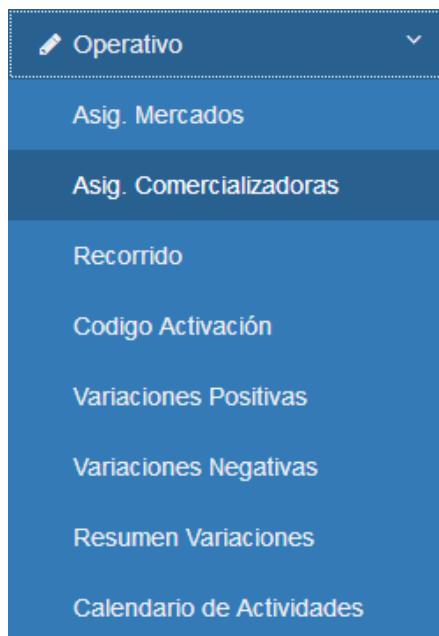 Operativo
Asig. Mercados
Asig. Comercializadoras
Recorrido
Codigo Activación
Variaciones Positivas
Variaciones Negativas
Resumen Variaciones
Calendario de Actividades